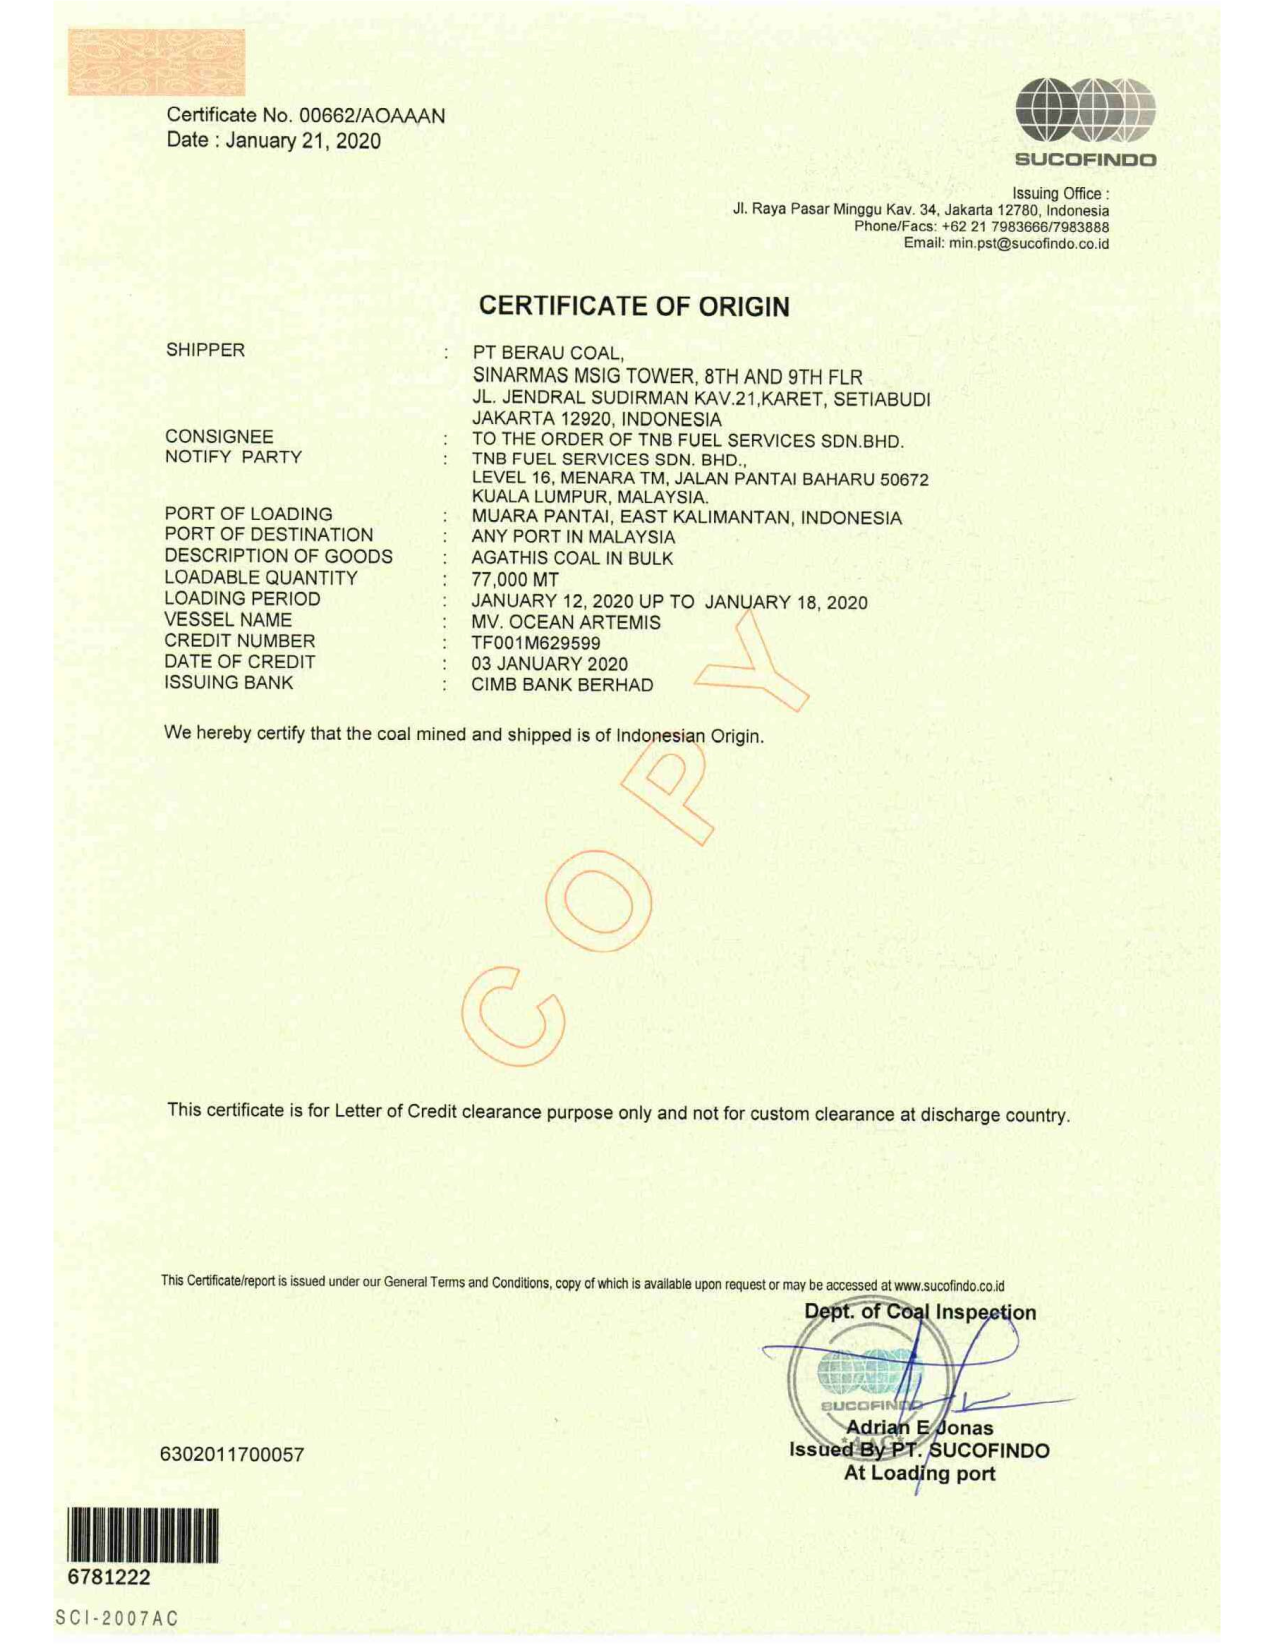 Certificate No. 00662/AOAAAN
Date : January 21, 2020
SUCOFINDO
Issuing Office :
Jl. Raya Pasar Minggu Kav. 34, Jakarta 12780, Indonesia
Phone/Facs: +62 21 7983666/7983888
Email: min.pst@sucofindo.co.id
CERTIFICATE OF ORIGIN
SHIPPER : PT BERAU COAL,
SINARMAS MSIG TOWER, 8TH AND 9TH FLR
JL. JENDRAL SUDIRMAN KAV.21,KARET, SETIABUDI
JAKARTA 12920, INDONESIA
CONSIGNEE : TO THE ORDER OF TNB FUEL SERVICES SDN.BHD.
NOTIFY PARTY : TNB FUEL SERVICES SDN. BHD.,
LEVEL 16, MENARA TM, JALAN PANTAI BAHARU 50672
KUALA LUMPUR, MALAYSIA.
PORT OF LOADING : MUARA PANTAI, EAST KALIMANTAN, INDONESIA
PORT OF DESTINATION : ANY PORT IN MALAYSIA
DESCRIPTION OF GOODS : AGATHIS COAL IN BULK
LOADABLE QUANTITY : 77,000 MT
LOADING PERIOD : JANUARY 12, 2020 UP TO JANUARY 18, 2020
VESSEL NAME : MV. OCEAN ARTEMIS
CREDIT NUMBER : TF001M629599
DATE OF CREDIT : 03 JANUARY 2020
ISSUING BANK : CIMB BANK BERHAD
We hereby certify that the coal mined and shipped is of Indonesian Origin.
COPY
This certificate is for Letter of Credit clearance purpose only and not for custom clearance at discharge country.
This Certificate/report is issued under our General Terms and Conditions, copy of which is available upon request or may be accessed at www.sucofindo.co.id
Dept. of Coal Inspection
SUCOFINDO
Adrian E Jonas
Issued By PT. SUCOFINDO
At Loading port
6302011700057
6781222
SCI-2007AC